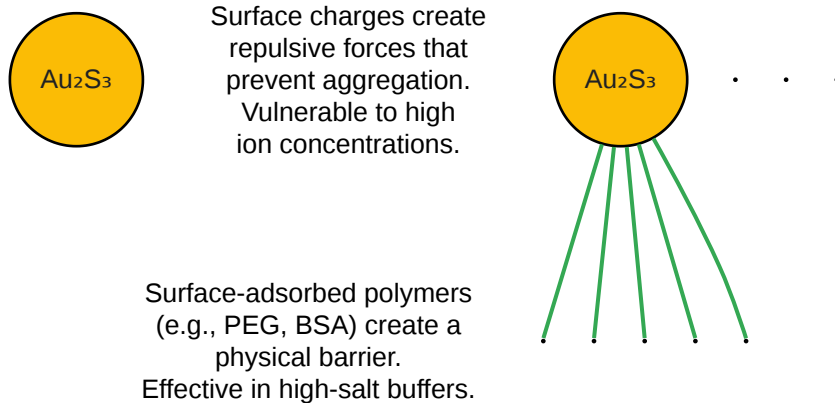 Au₂S₃
Surface charges create
repulsive forces that
prevent aggregation.
Vulnerable to high
ion concentrations.
Au₂S₃
Surface-adsorbed polymers
(e.g., PEG, BSA) create a
physical barrier.
Effective in high-salt buffers.